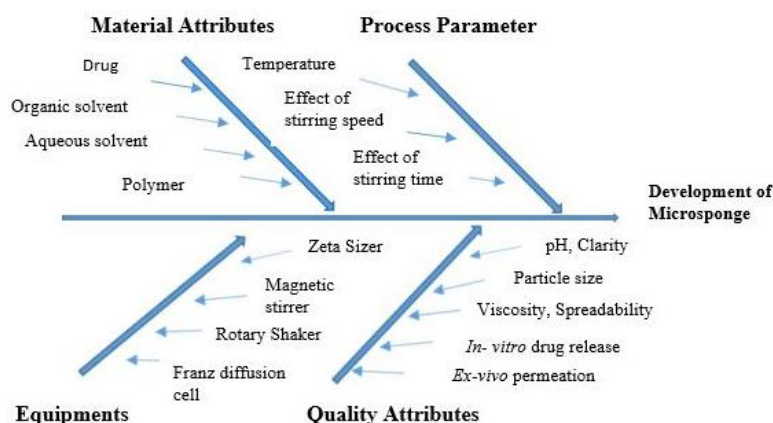 Material Attributes
Process Parameter
Drug
Organic solvent
Aqueous solvent
Polymer
Temperature
Effect of
stirring speed
Effect of
stirring time
Development of
Microsponge
Zeta Sizer
Magnetic
stirrer
Rotary Shaker
Franz diffusion
cell
pH, Clarity
Particle size
Viscosity, Spreadability
In- vitro drug release
Ex-vivo permeation
Equipments
Quality Attributes